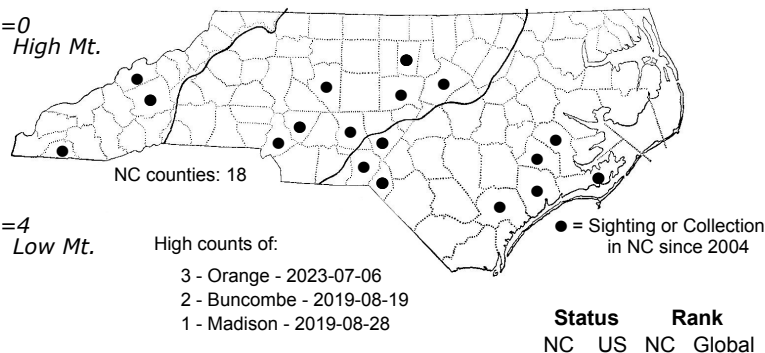 =0
High Mt.
NC counties: 18
=4
Low Mt.
High counts of:
3 - Orange - 2023-07-06
2 - Buncombe - 2019-08-19
1 - Madison - 2019-08-28
● = Sighting or Collection
in NC since 2004
Status Rank
NC US NC Global